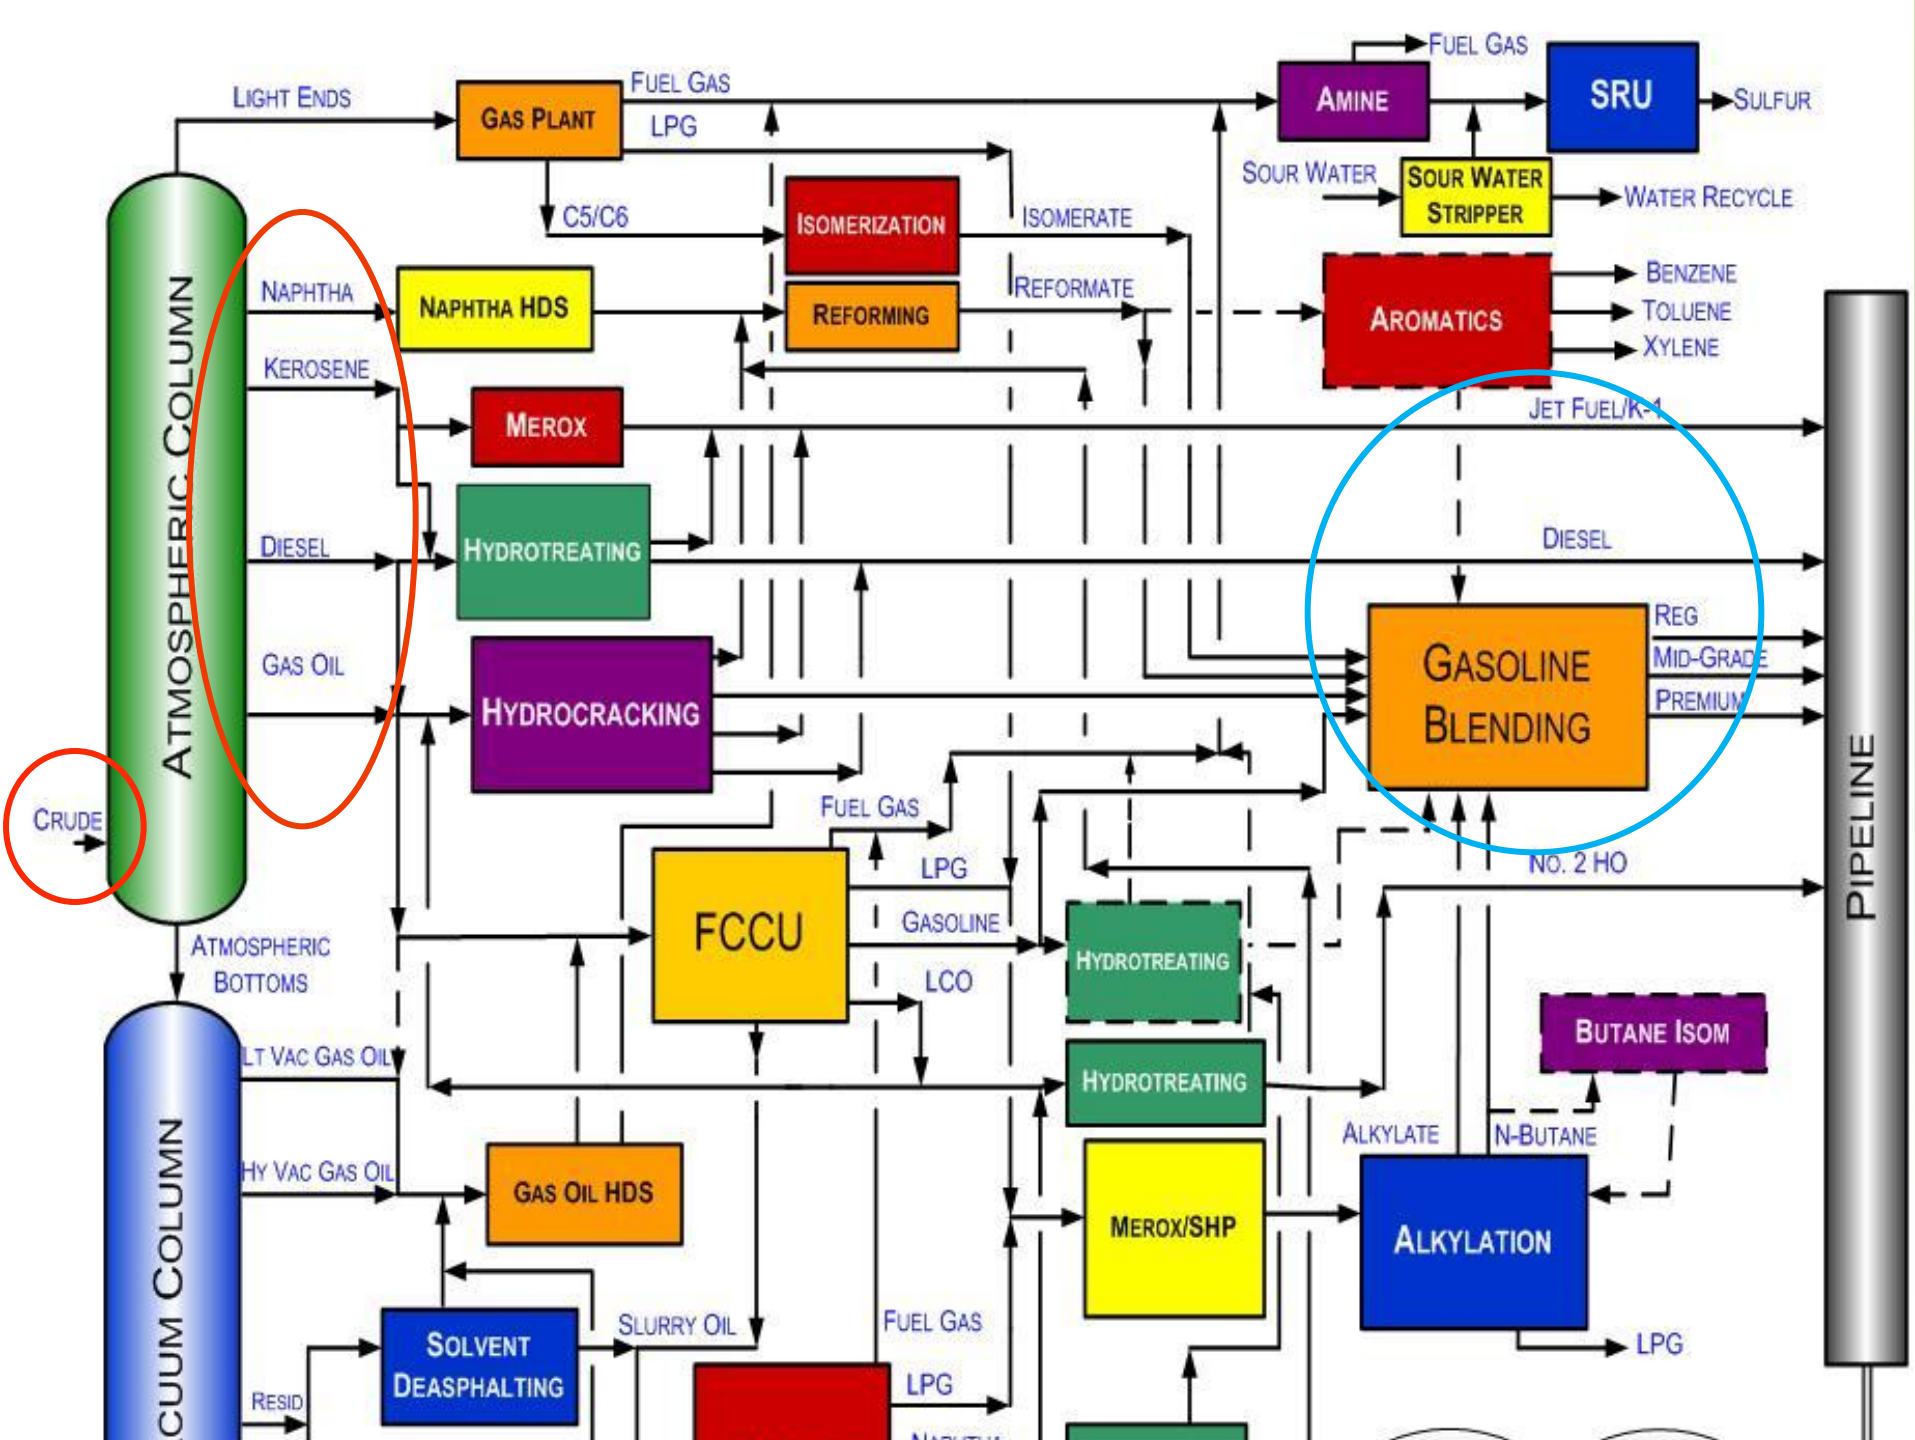 FUEL GAS
LIGHT ENDS
GAS PLANT
FUEL GAS
LPG
AMINE
SRU
SULFUR
SOUR WATER
SOUR WATER
STRIPPER
WATER RECYCLE
C5/C6
ISOMERIZATION
ISOMERATE
NAPHTHA
NAPHTHA HDS
REFORMING
REFORMATE
AROMATICS
BENZENE
TOLUENE
XYLENE
KEROSENE
MEROX
JET FUEL/K-1
ATMOSPHERIC COLUMN
DIESEL
HYDROTREATING
DIESEL
GAS OIL
HYDROCRACKING
GASOLINE
BLENDING
REG
MID-GRADE
PREMIUM
PIPELINE
CRUDE
FUEL GAS
FCCU
LPG
GASOLINE
LCO
NO. 2 HO
HYDROTREATING
ATMOSPHERIC
BOTTOMS
LT VAC GAS OIL
HYDROTREATING
BUTANE ISOM
ALKYLATE
N-BUTANE
HY VAC GAS OIL
GAS OIL HDS
MEROX/SHP
ALKYLATION
CUUM COLUMN
SOLVENT
DEASPHALTING
SLURRY OIL
FUEL GAS
LPG
LPG
RESID